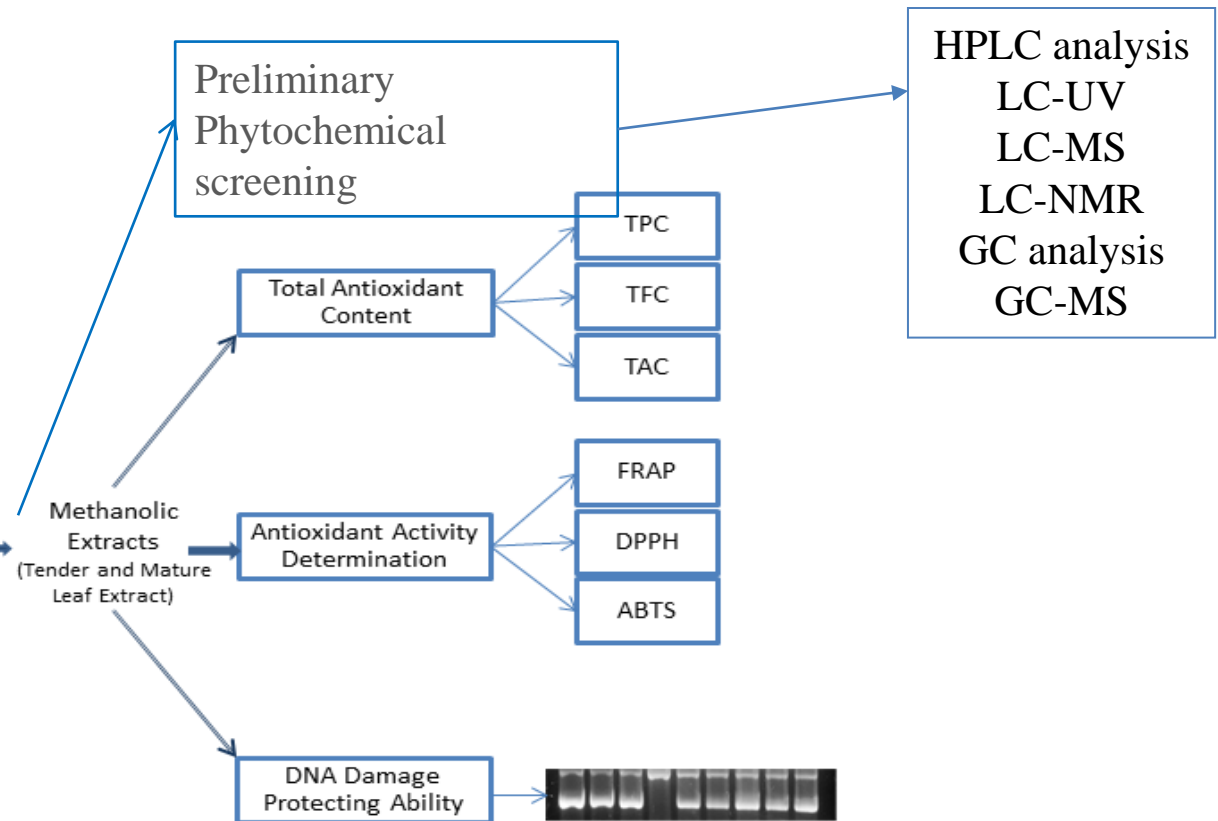 Preliminary
Phytochemical
screening
HPLC analysis
LC-UV
LC-MS
LC-NMR
GC analysis
GC-MS
TPC
Total Antioxidant
Content
TFC
TAC
Methanolic
Extracts
(Tender and Mature
Leaf Extract)
Antioxidant Activity
Determination
FRAP
DPPH
ABTS
DNA Damage
Protecting Ability